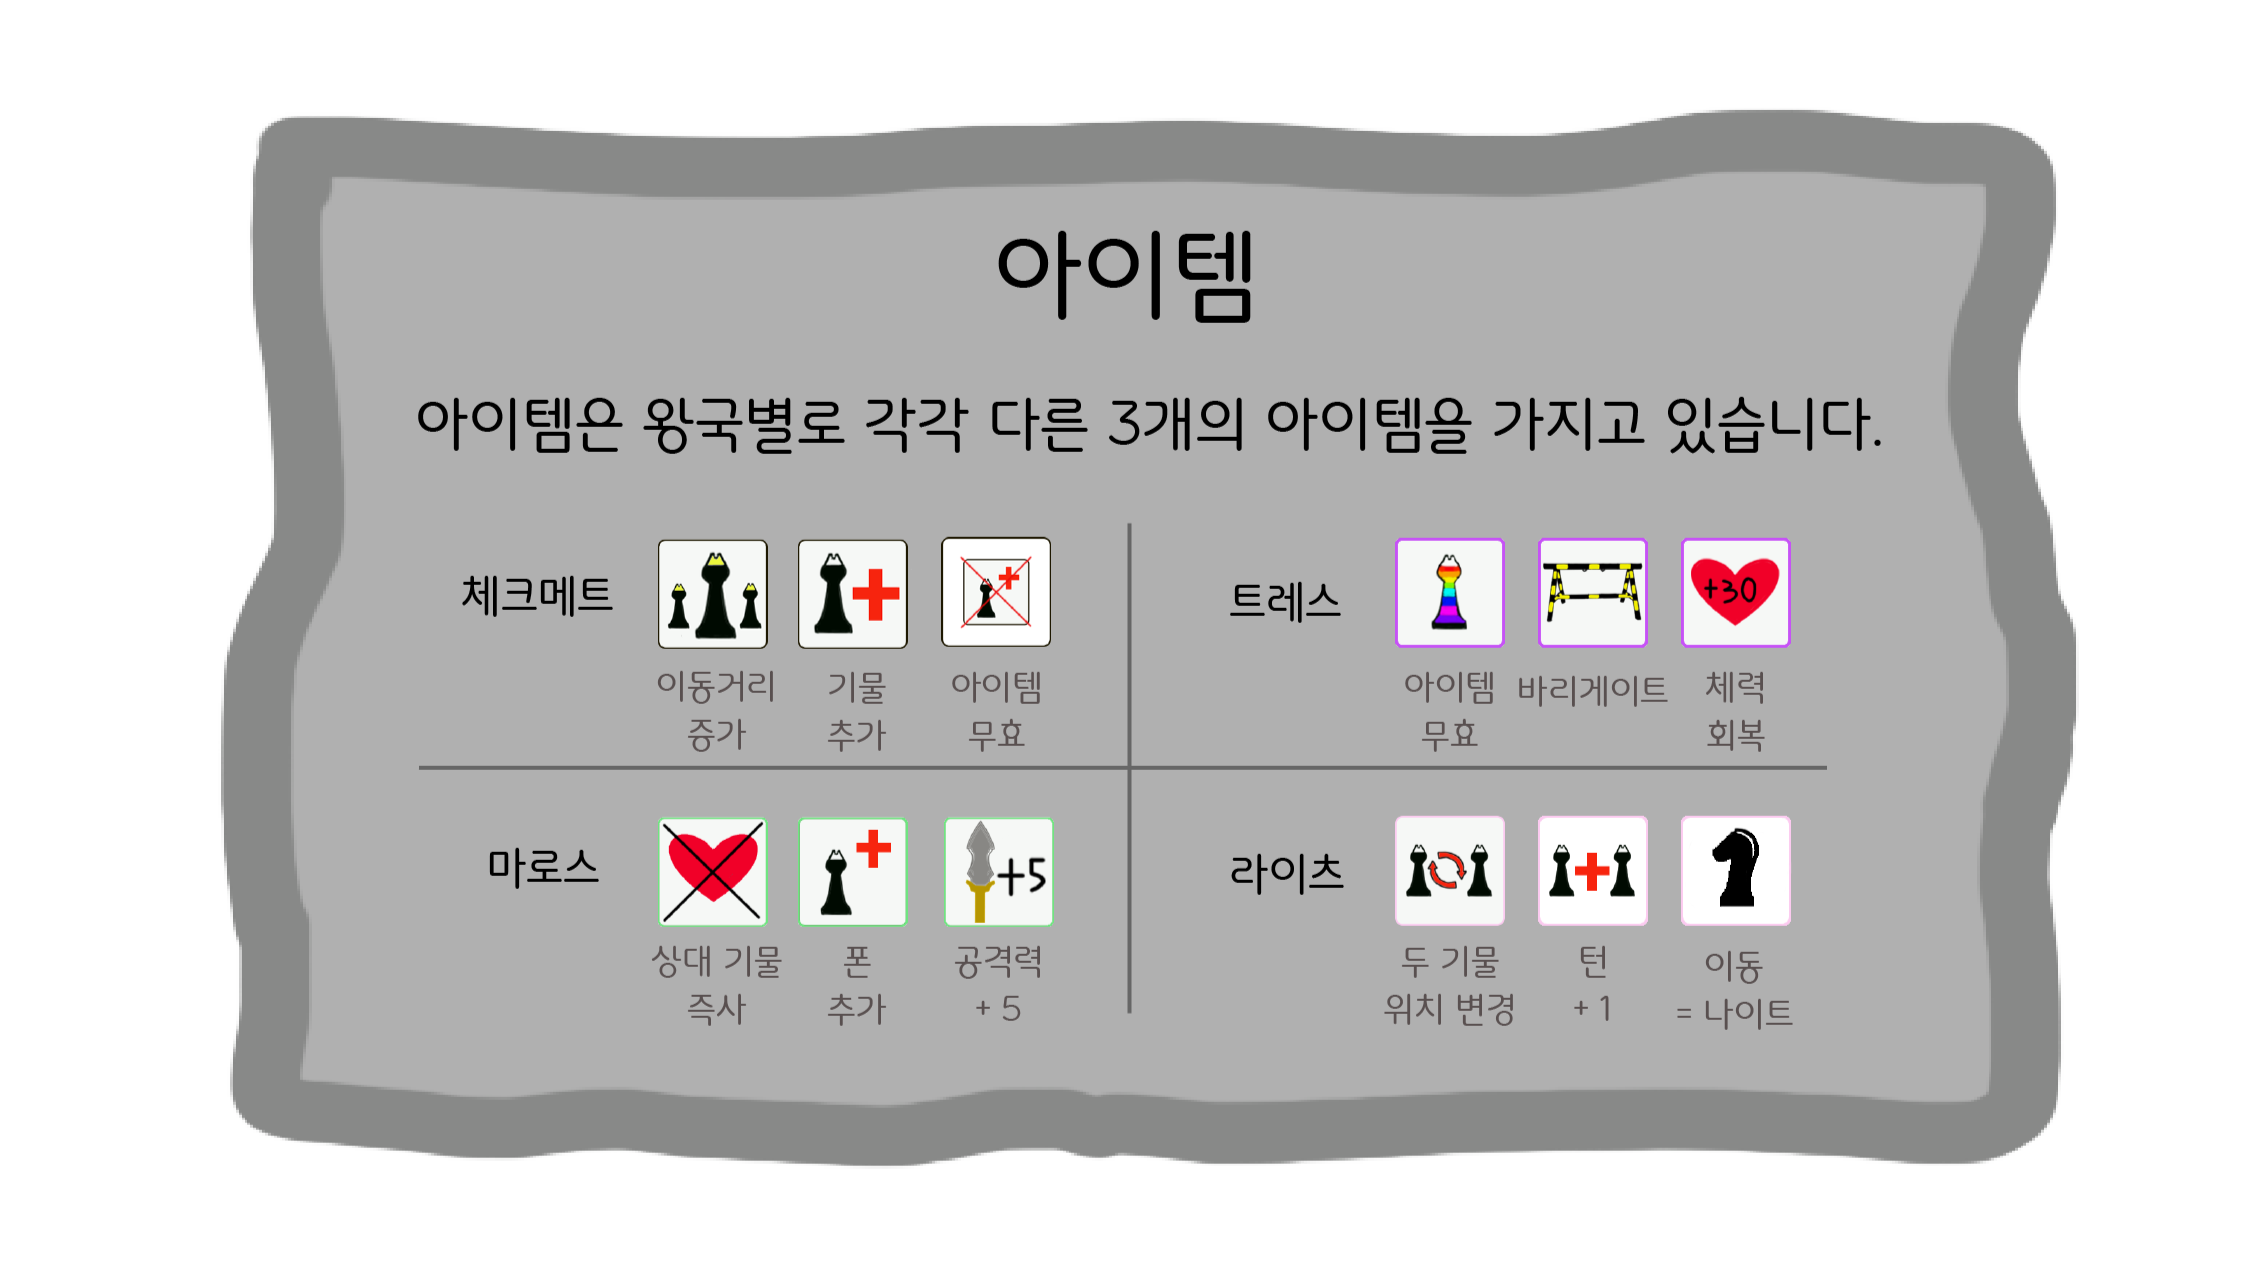 아이템
아이템은 왕국별로 각각 다른 3개의 아이템을 가지고 있습니다.
체크메트
이동거리
증가
기물
추가
아이템
무효
트레스
+30
아이템
무효
바리게이트
체력
회복
마로스
+5
상대 기물
즉사
폰
추가
공격력
+ 5
라이츠
두 기물
위치 변경
턴
+ 1
이동
= 나이트